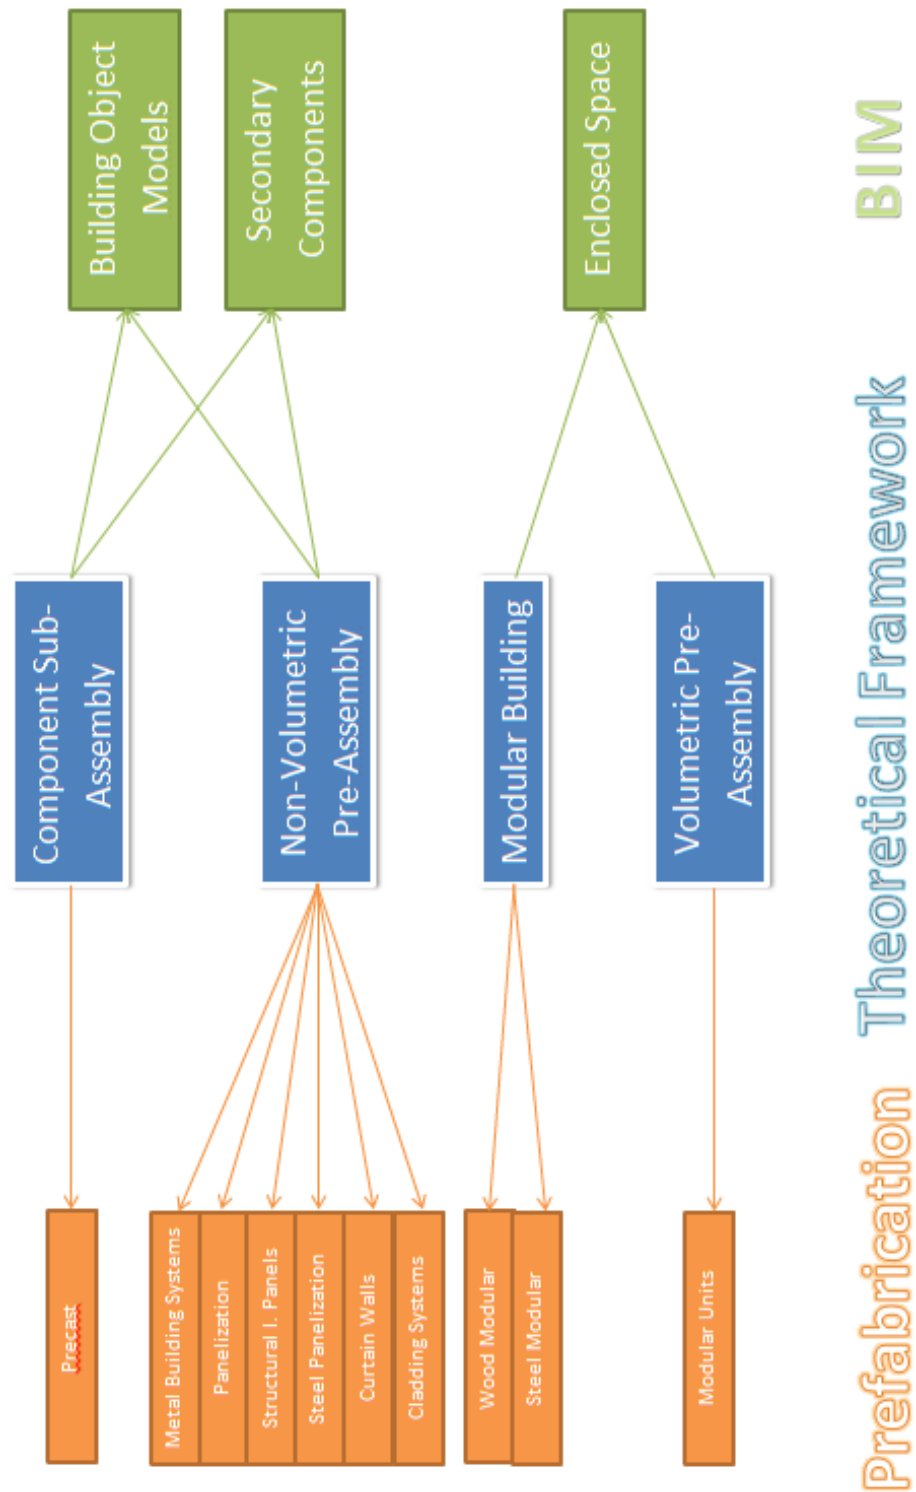 Precast
Metal Building Systems
Panelization
Structural I. Panels
Steel Panelization
Curtain Walls
Cladding Systems
Wood Modular
Steel Modular
Modular Units
Component Sub-
Assembly
Non-Volumetric
Pre-Assembly
Modular Building
Volumetric Pre-
Assembly
Building Object
Models
Secondary
Components
Enclosed Space
Prefabrication
Theoretical Framework
BIM